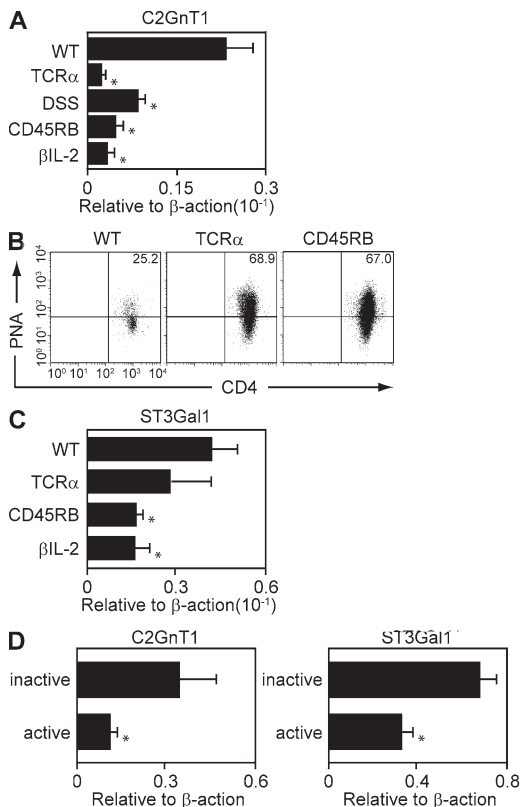 A
C2GnT1
WT
TCRα
DSS
CD45RB
βIL-2
*
*
*
*
0
0.15
0.3
Relative to β-action(10⁻¹)
B
WT
TCRα
CD45RB
25.2
68.9
67.0
PNA
10⁰ 10¹ 10² 10³ 10⁴
10⁰ 10¹ 10² 10³ 10⁴
CD4
C
ST3Gal1
WT
TCRα
CD45RB
βIL-2
*
*
0
0.3
0.6
Relative to β-action(10⁻¹)
D
C2GnT1
inactive
active
*
0
0.3
0.6
Relative to β-action
ST3Gal1
inactive
active
*
0
0.4
0.8
Relative to β-action